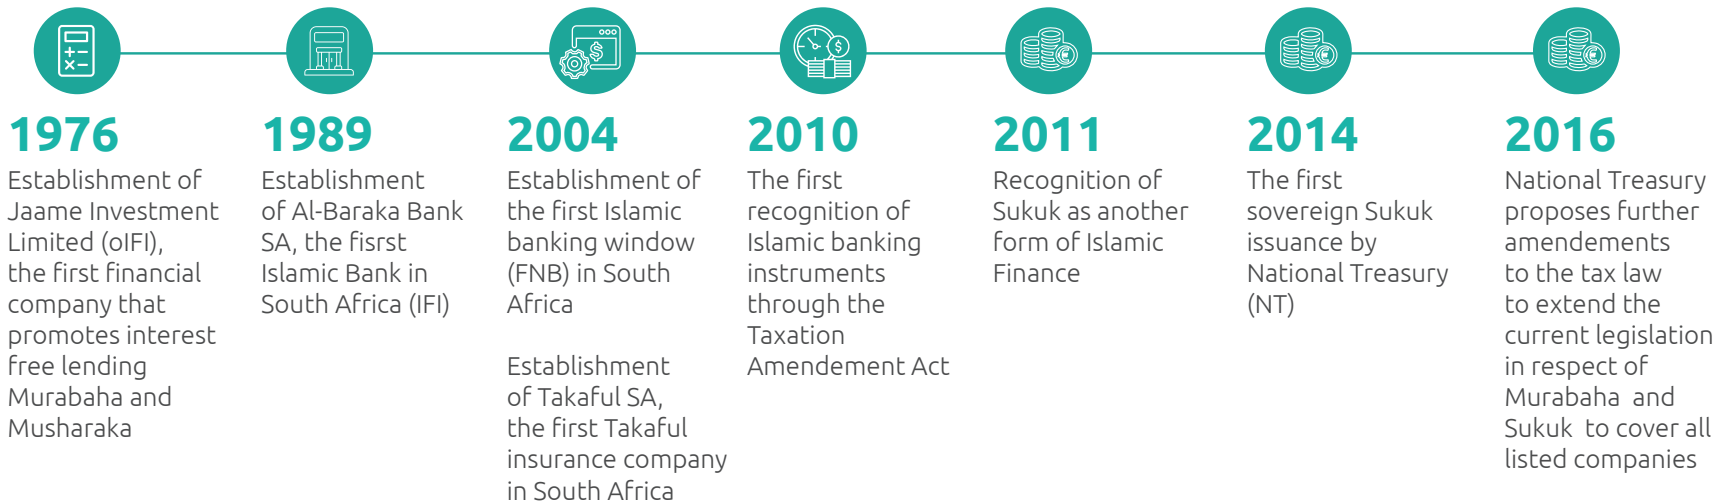 1976
Establishment of
Jaame Investment
Limited (oIFI),
the first financial
company that
promotes interest
free lending
Murabaha and
Musharaka
1989
Establishment
of Al-Baraka Bank
SA, the fisrst
Islamic Bank in
South Africa (IFI)
2004
Establishment of
the first Islamic
banking window
(FNB) in South
Africa
Establishment
of Takaful SA,
the first Takaful
insurance company
in South Africa
2010
The first
recognition of
Islamic banking
instruments
through the
Taxation
Amendement Act
2011
Recognition of
Sukuk as another
form of Islamic
Finance
2014
The first
sovereign Sukuk
issuance by
National Treasury
(NT)
2016
National Treasury
proposes further
amendements
to the tax law
to extend the
current legislation
in respect of
Murabaha and
Sukuk to cover all
listed companies